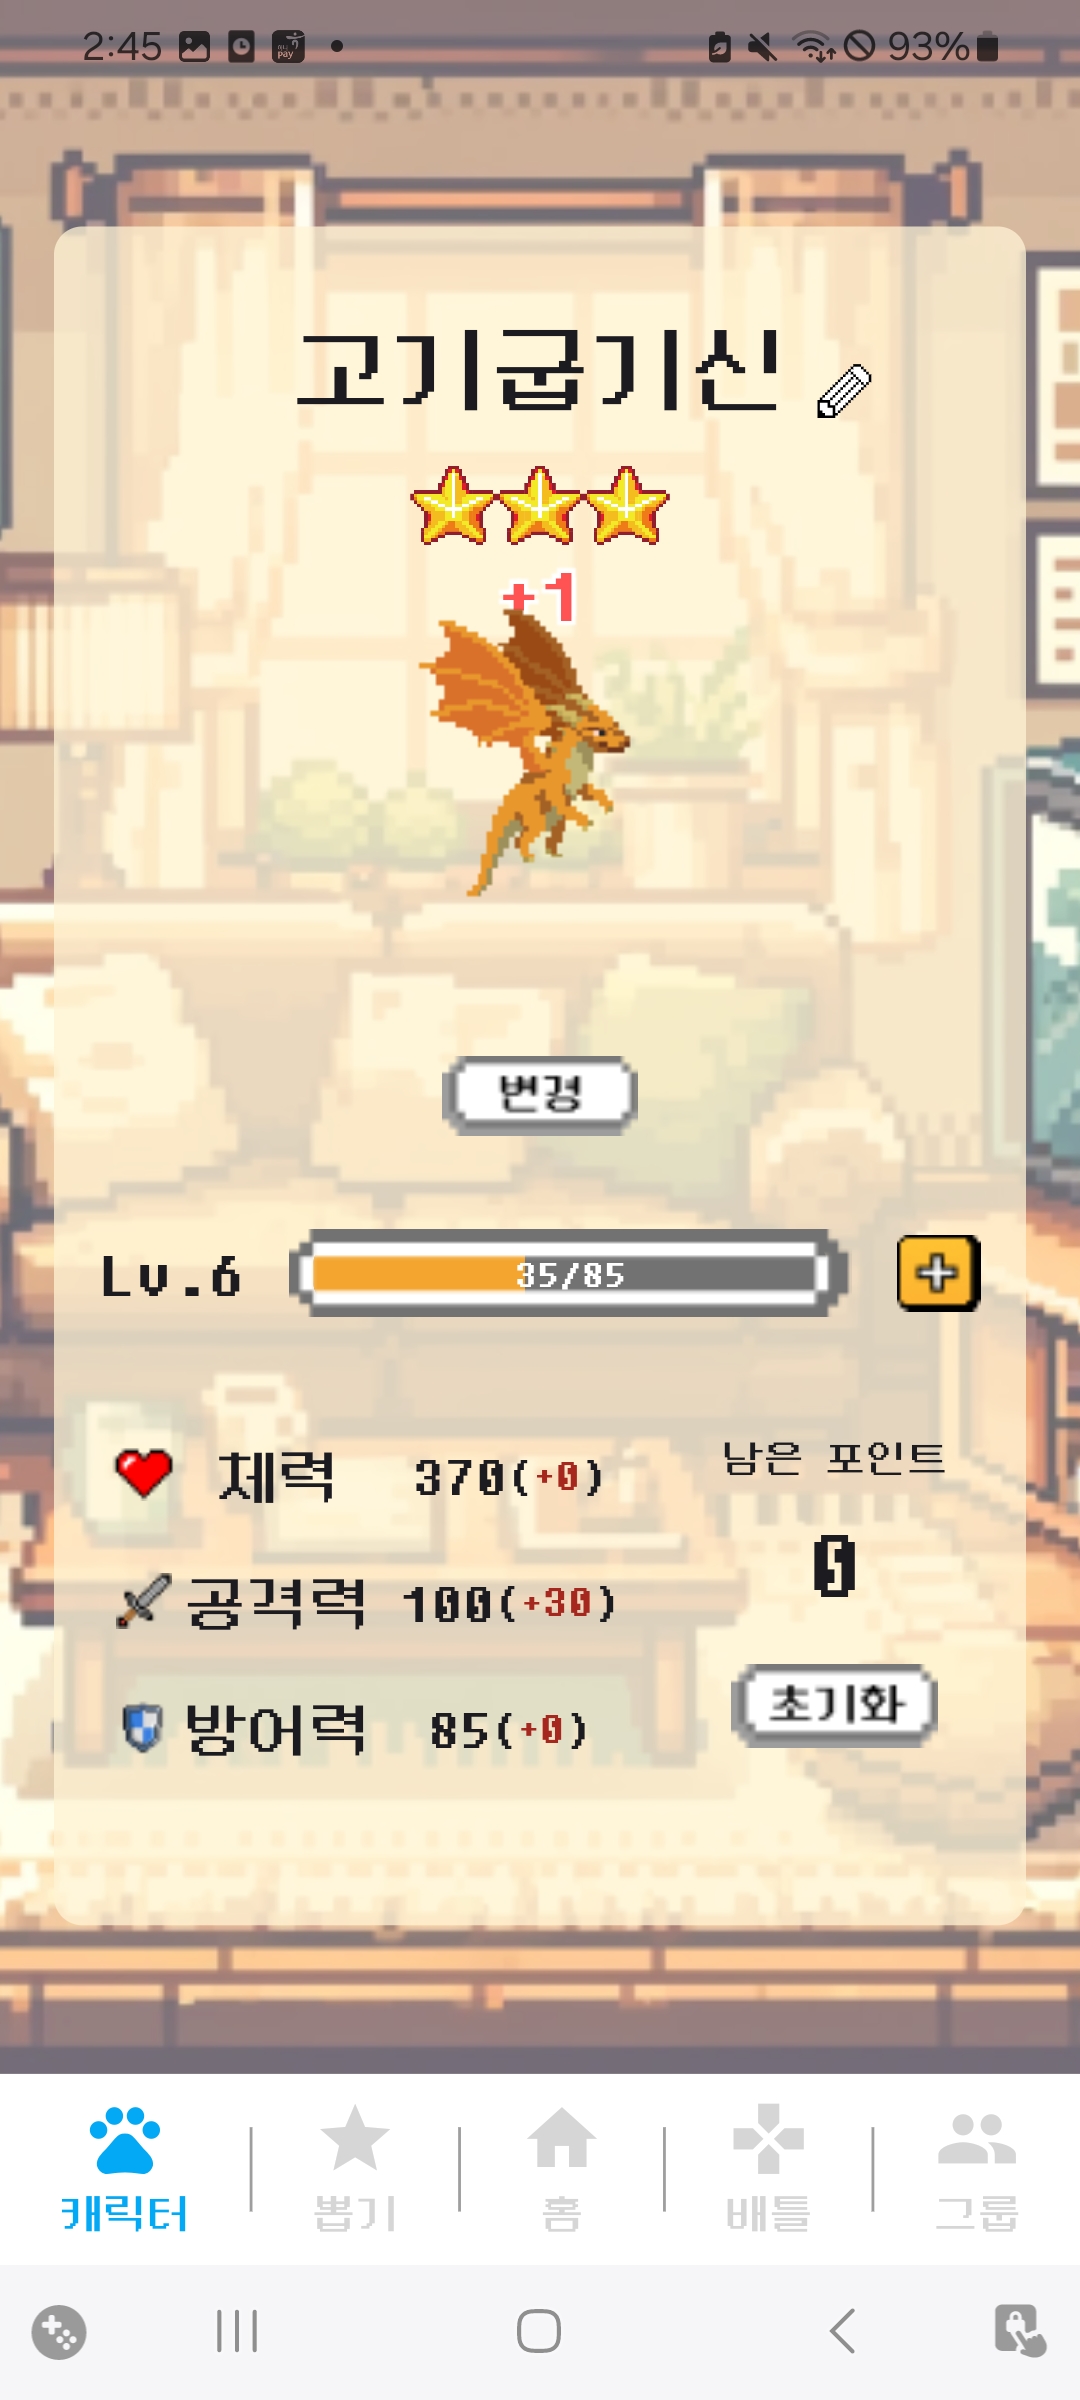 2:45 93%
고기굽기신
+1
변경
Lv.6 35/85
체력 370(+0)
남은 포인트
0
공격력 100(+30)
초기화
방어력 85(+0)
캐릭터 뽑기 홈 배틀 그룹